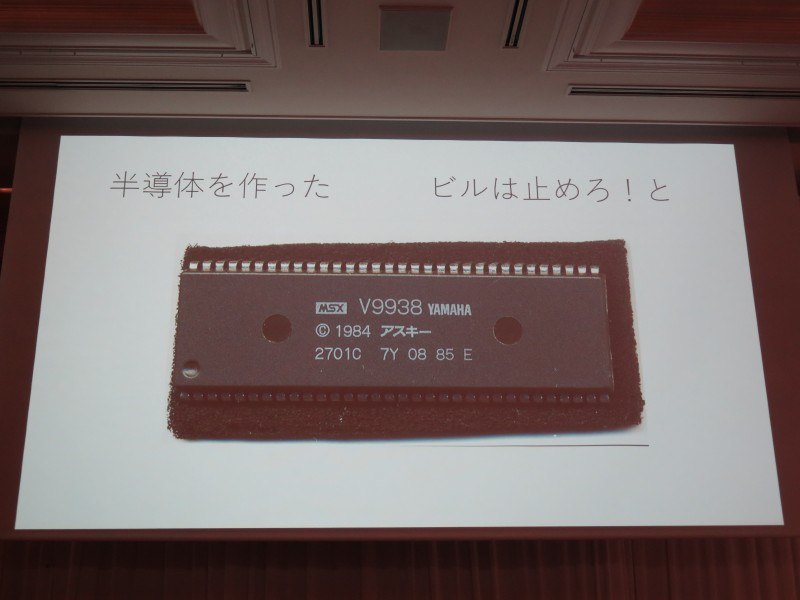 半導体を作った ビルは止めろ！と
MSX V9938 YAMAHA
© 1984 アスキー
2701C 7Y 08 85 E